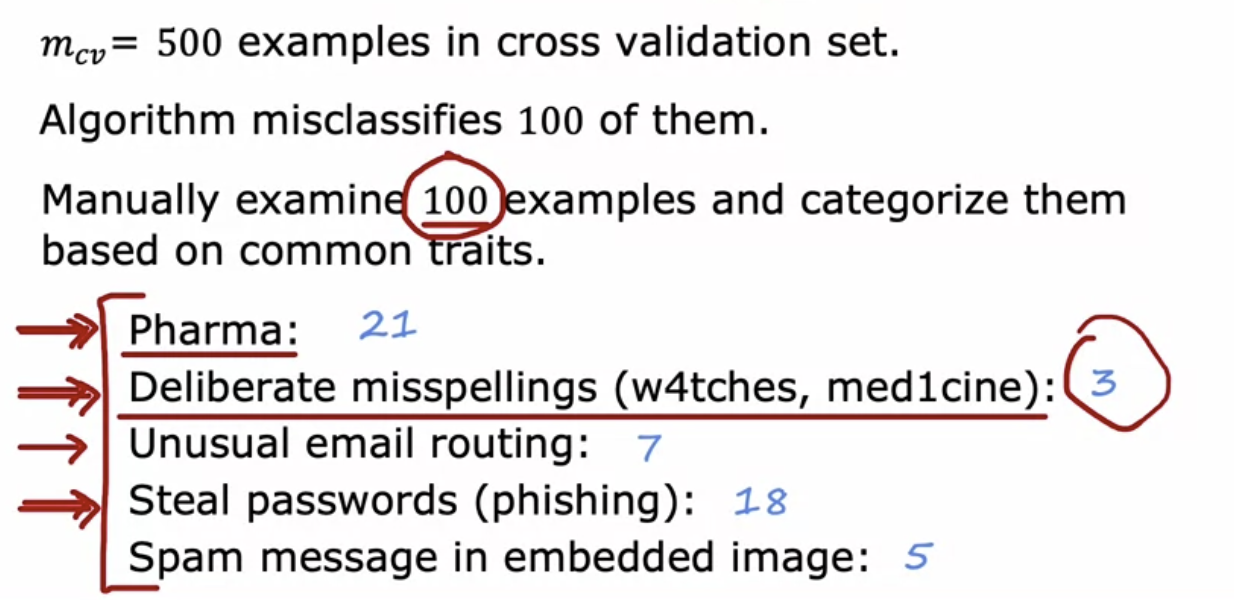 m_cv = 500 examples in cross validation set.
Algorithm misclassifies 100 of them.
Manually examine 100 examples and categorize them
based on common traits.
Pharma: 21
Deliberate misspellings (w4tches, med1cine): 3
Unusual email routing: 7
Steal passwords (phishing): 18
Spam message in embedded image: 5